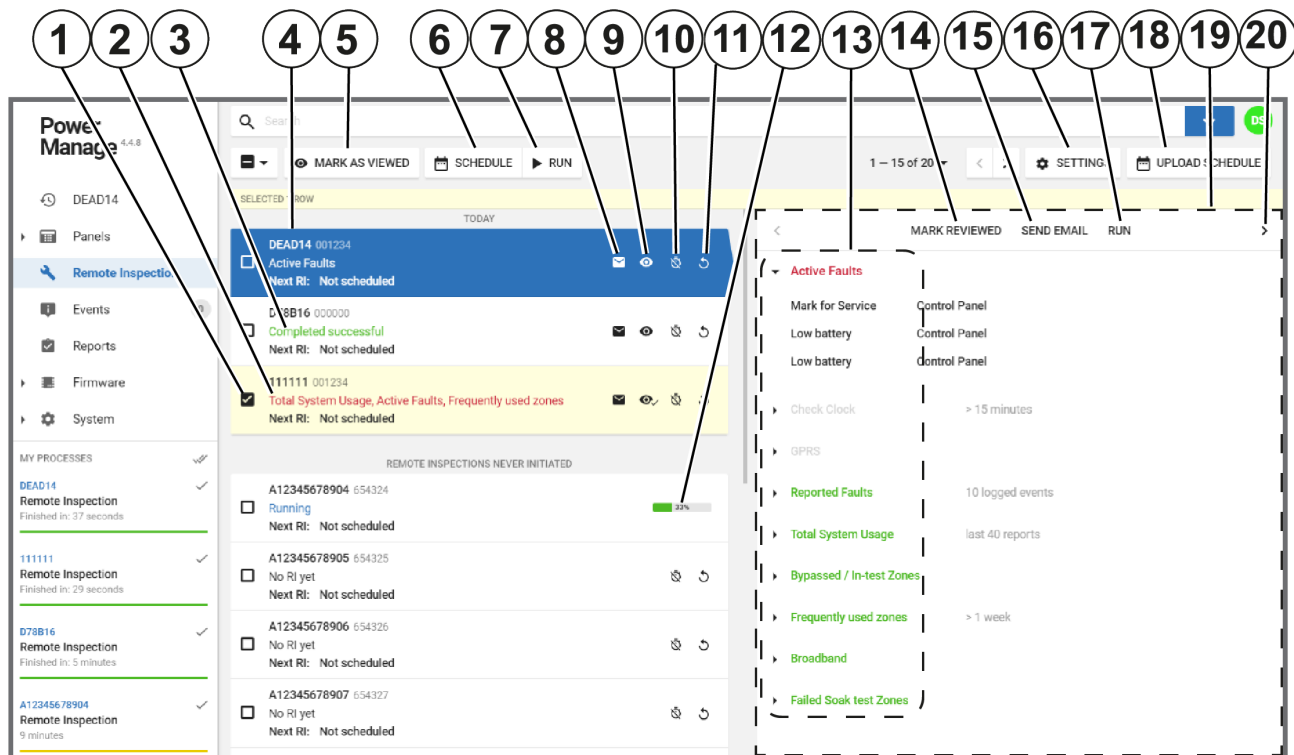 1 2 3 4 5 6 7 8 9 10 11 12 13 14 15 16 17 18 19 20
Power
Manage 4.4.8
Search
DS
MARK AS VIEWED
SCHEDULE
RUN
1 – 15 of 20
SETTINGS
UPLOAD SCHEDULE
DEAD14
Panels
Remote Inspection
Events
Reports
Firmware
System
MY PROCESSES
DEAD14
Remote Inspection
Finished in: 37 seconds
111111
Remote Inspection
Finished in: 29 seconds
D78B16
Remote Inspection
Finished in: 5 minutes
A12345678904
Remote Inspection
9 minutes
SELECTED 1 ROW
TODAY
DEAD14 001234
Active Faults
Next RI: Not scheduled
D78B16 000000
Completed successful
Next RI: Not scheduled
111111 001234
Total System Usage, Active Faults, Frequently used zones
Next RI: Not scheduled
REMOTE INSPECTIONS NEVER INITIATED
A12345678904 654324
Running
33%
Next RI: Not scheduled
A12345678905 654325
No RI yet
Next RI: Not scheduled
A12345678906 654326
No RI yet
Next RI: Not scheduled
A12345678907 654327
No RI yet
Next RI: Not scheduled
MARK REVIEWED SEND EMAIL RUN
Active Faults
Mark for Service Control Panel
Low battery Control Panel
Low battery Control Panel
Check Clock > 15 minutes
GPRS
Reported Faults 10 logged events
Total System Usage last 40 reports
Bypassed / In-test Zones
Frequently used zones > 1 week
Broadband
Failed Soak test Zones